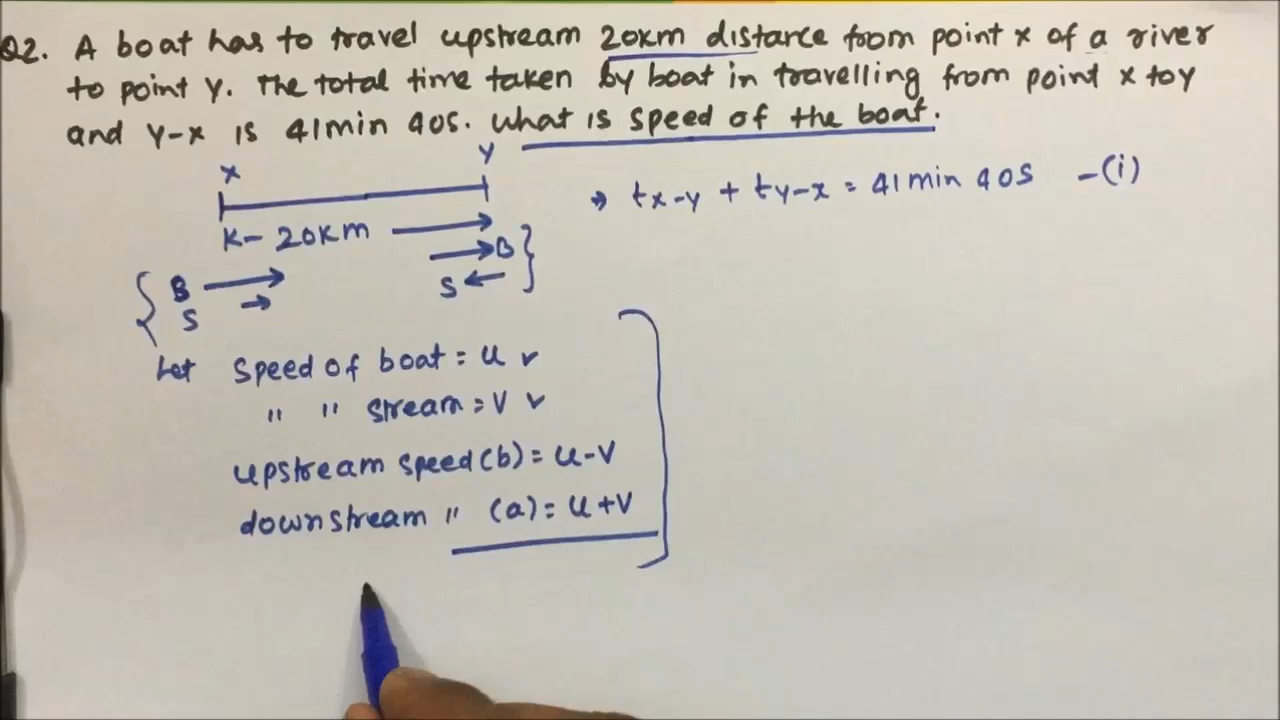 Q2. A boat has to travel upstream 20km distance from point x of a river
to point y. The total time taken by boat in travelling from point x to y
and y-x is 41min 40s. what is speed of the boat.
x y
→ tx-y + ty-x = 41min 40s -(i)
K- 20km →
→ B
S ←
B →
S →
Let speed of boat = u ✓
" " stream = v ✓
upstream speed(b) = u-v
downstream " (a) = u+v